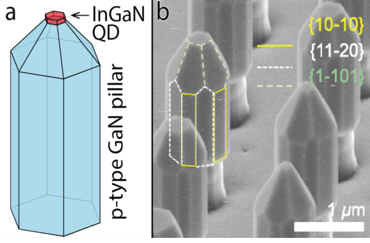 a
InGaN
QD
p-type GaN pillar
b
{10-10}
{11-20}
{1-101}
1 μm